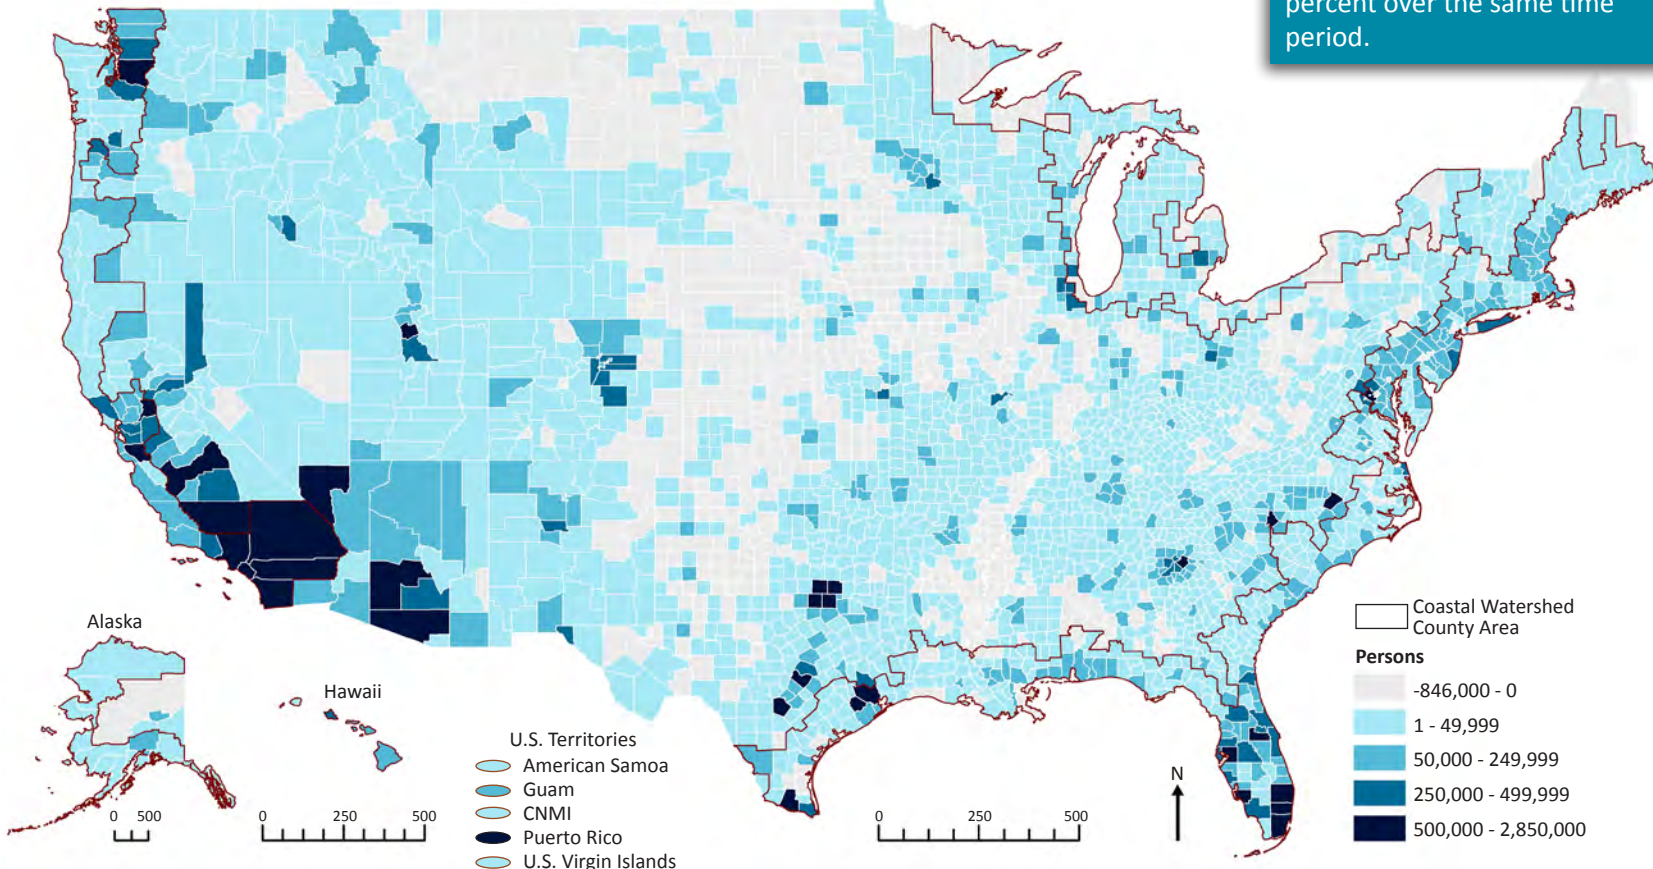 percent over the same time
period.
Alaska
Hawaii
0 500
0 250 500
U.S. Territories
American Samoa
Guam
CNMI
Puerto Rico
U.S. Virgin Islands
N
0 250 500
Coastal Watershed
County Area
Persons
-846,000 - 0
1 - 49,999
50,000 - 249,999
250,000 - 499,999
500,000 - 2,850,000